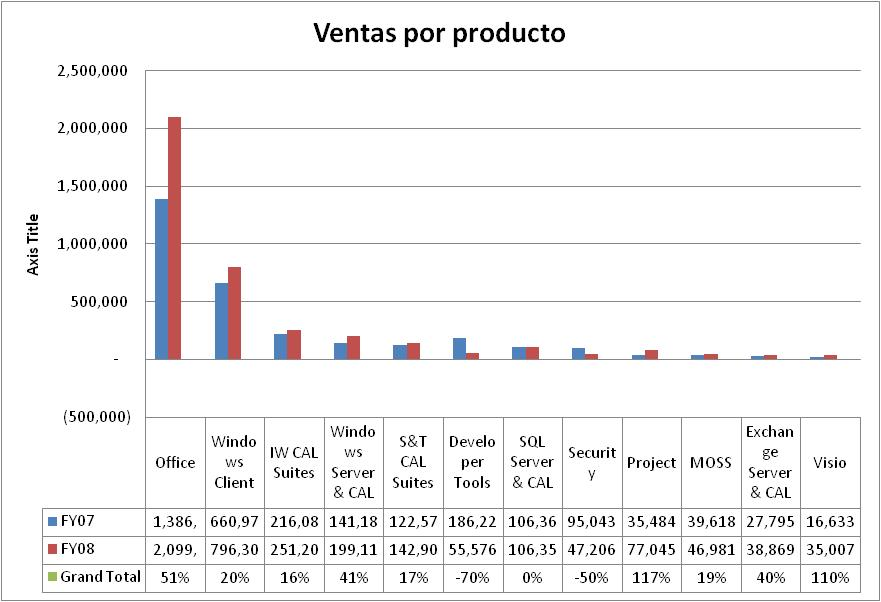 Ventas por producto
2,500,000
2,000,000
1,500,000
1,000,000
500,000
-
(500,000)
Axis Title
Office Windo ws Client IW CAL Suites Windo ws Server & CAL S&T CAL Suites Develo per Tools SQL Server & CAL Securit y Project MOSS Exchan ge Server & CAL Visio
FY07 1,386, 660,97 216,08 141,18 122,57 186,22 106,36 95,043 35,484 39,618 27,795 16,633
FY08 2,099, 796,30 251,20 199,11 142,90 55,576 106,35 47,206 77,045 46,981 38,869 35,007
Grand Total 51% 20% 16% 41% 17% -70% 0% -50% 117% 19% 40% 110%